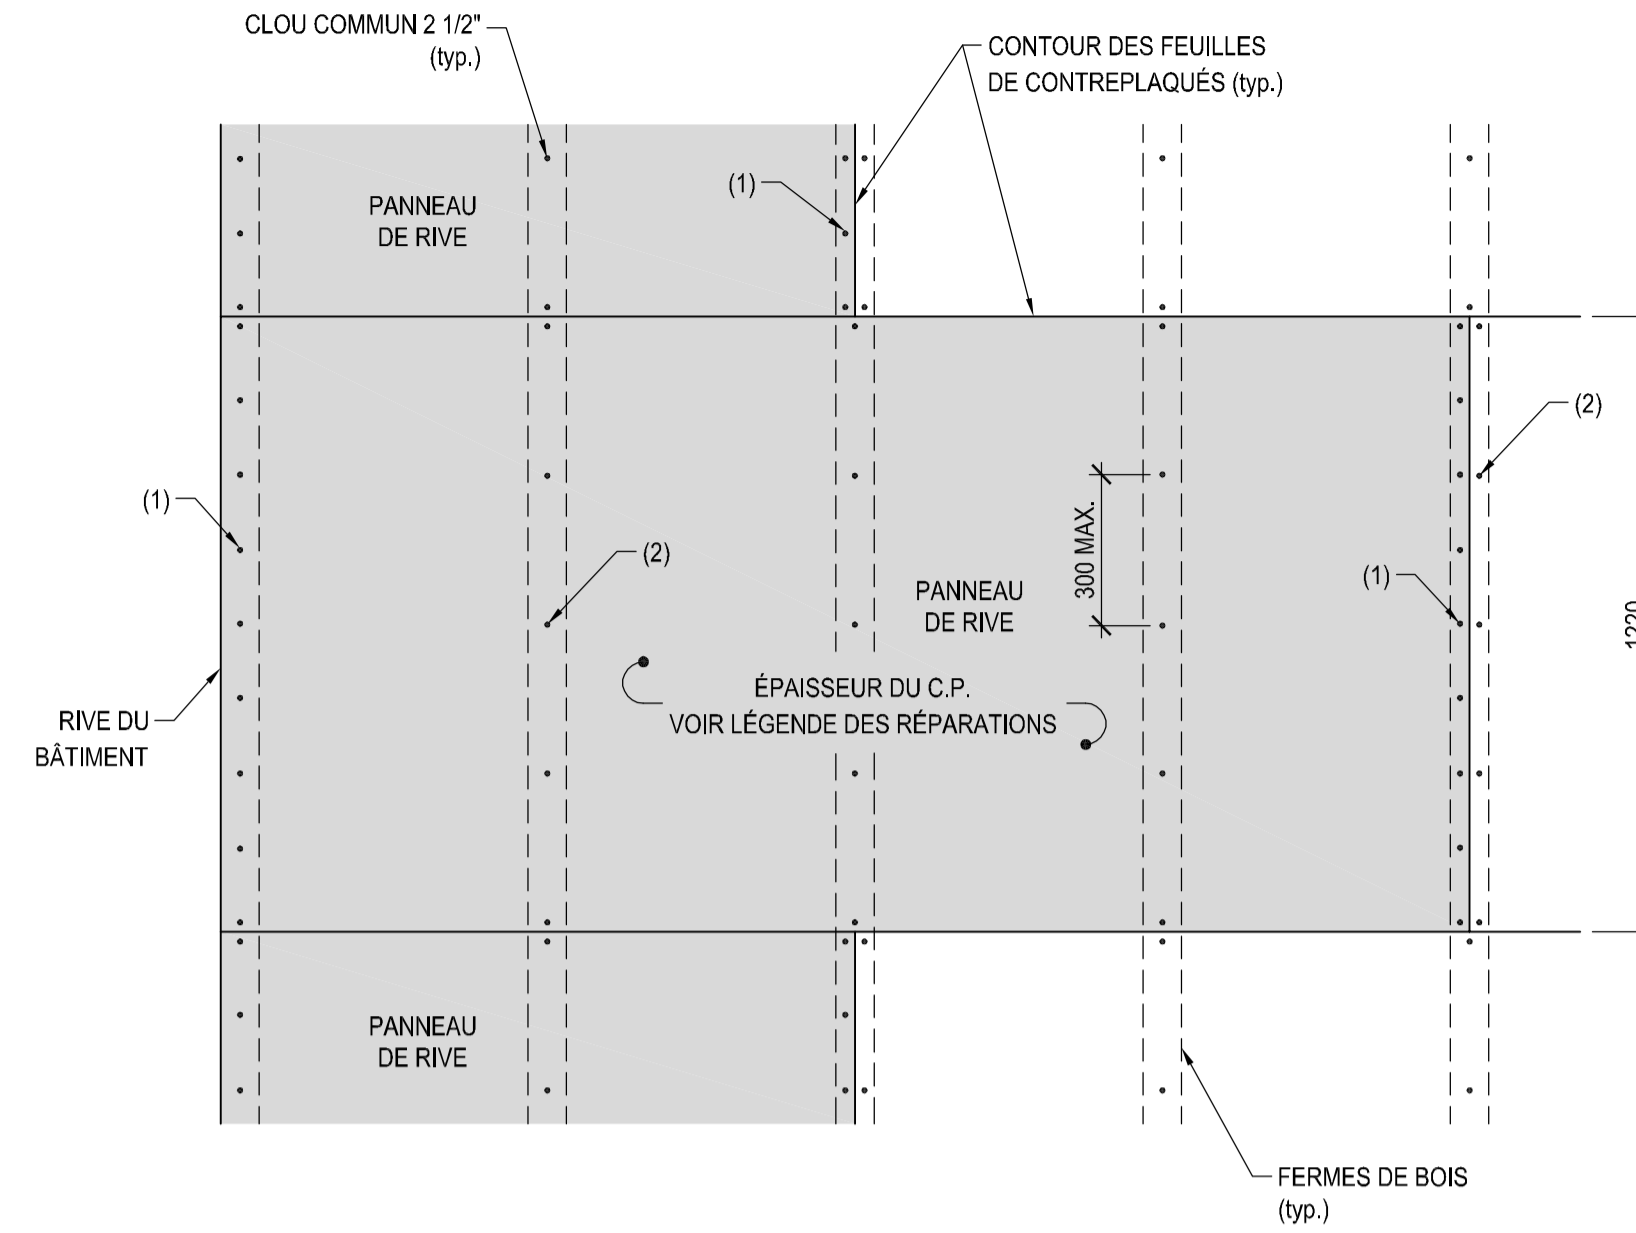 CLOU COMMUN 2 1/2"
(typ.)
CONTOUR DES FEUILLES
DE CONTREPLAQUÉS (typ.)
(1)
PANNEAU
DE RIVE
(2)
(1)
(2)
300 MAX.
(1)
PANNEAU
DE RIVE
1220
ÉPAISSEUR DU C.P.
VOIR LÉGENDE DES RÉPARATIONS
RIVE DU
BÂTIMENT
PANNEAU
DE RIVE
FERMES DE BOIS
(typ.)